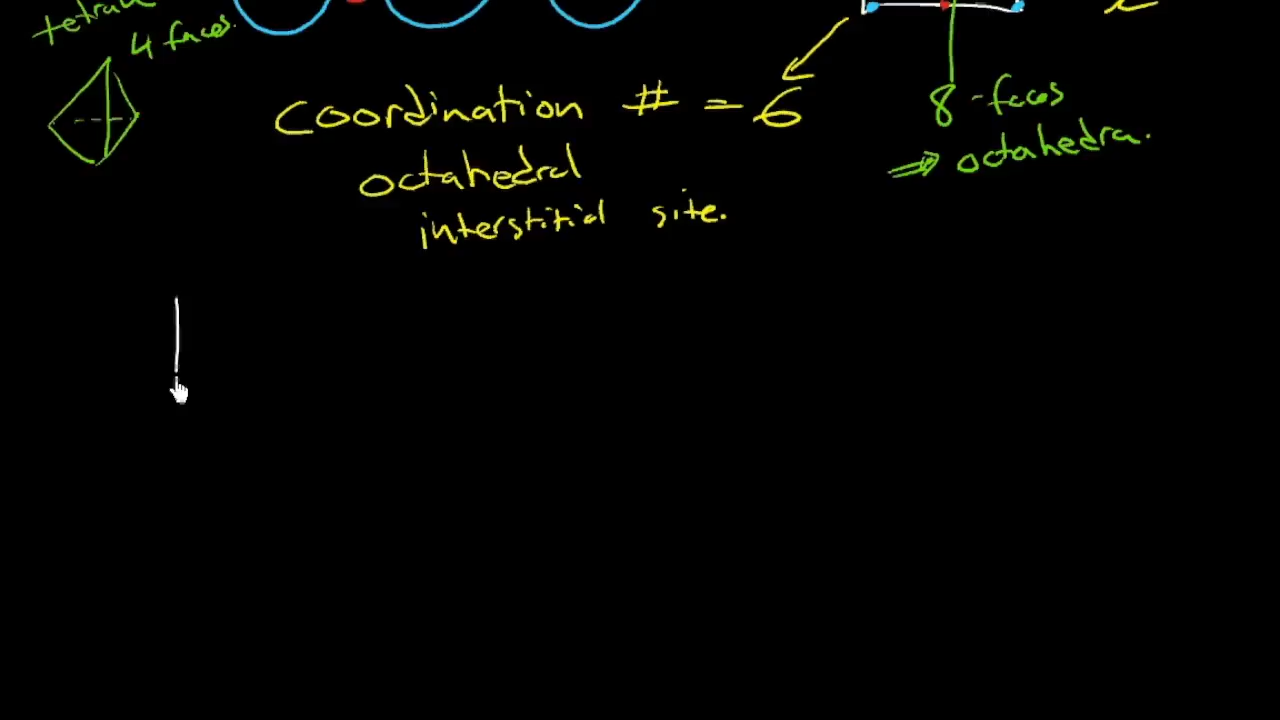 4 faces.
Coordination # = 6
octahedral
interstitial site.
8-faces
⇒ octahedra.